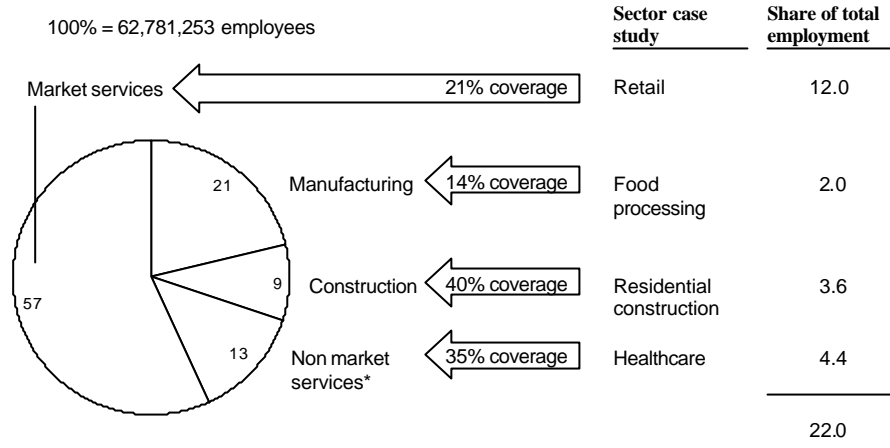 100% = 62,781,253 employees
Sector case
study
Share of total
employment
Market services
21% coverage
Retail
12.0
21
Manufacturing
14% coverage
Food
processing
2.0
9
Construction
40% coverage
Residential
construction
3.6
57
13
Non market
services*
35% coverage
Healthcare
4.4
22.0